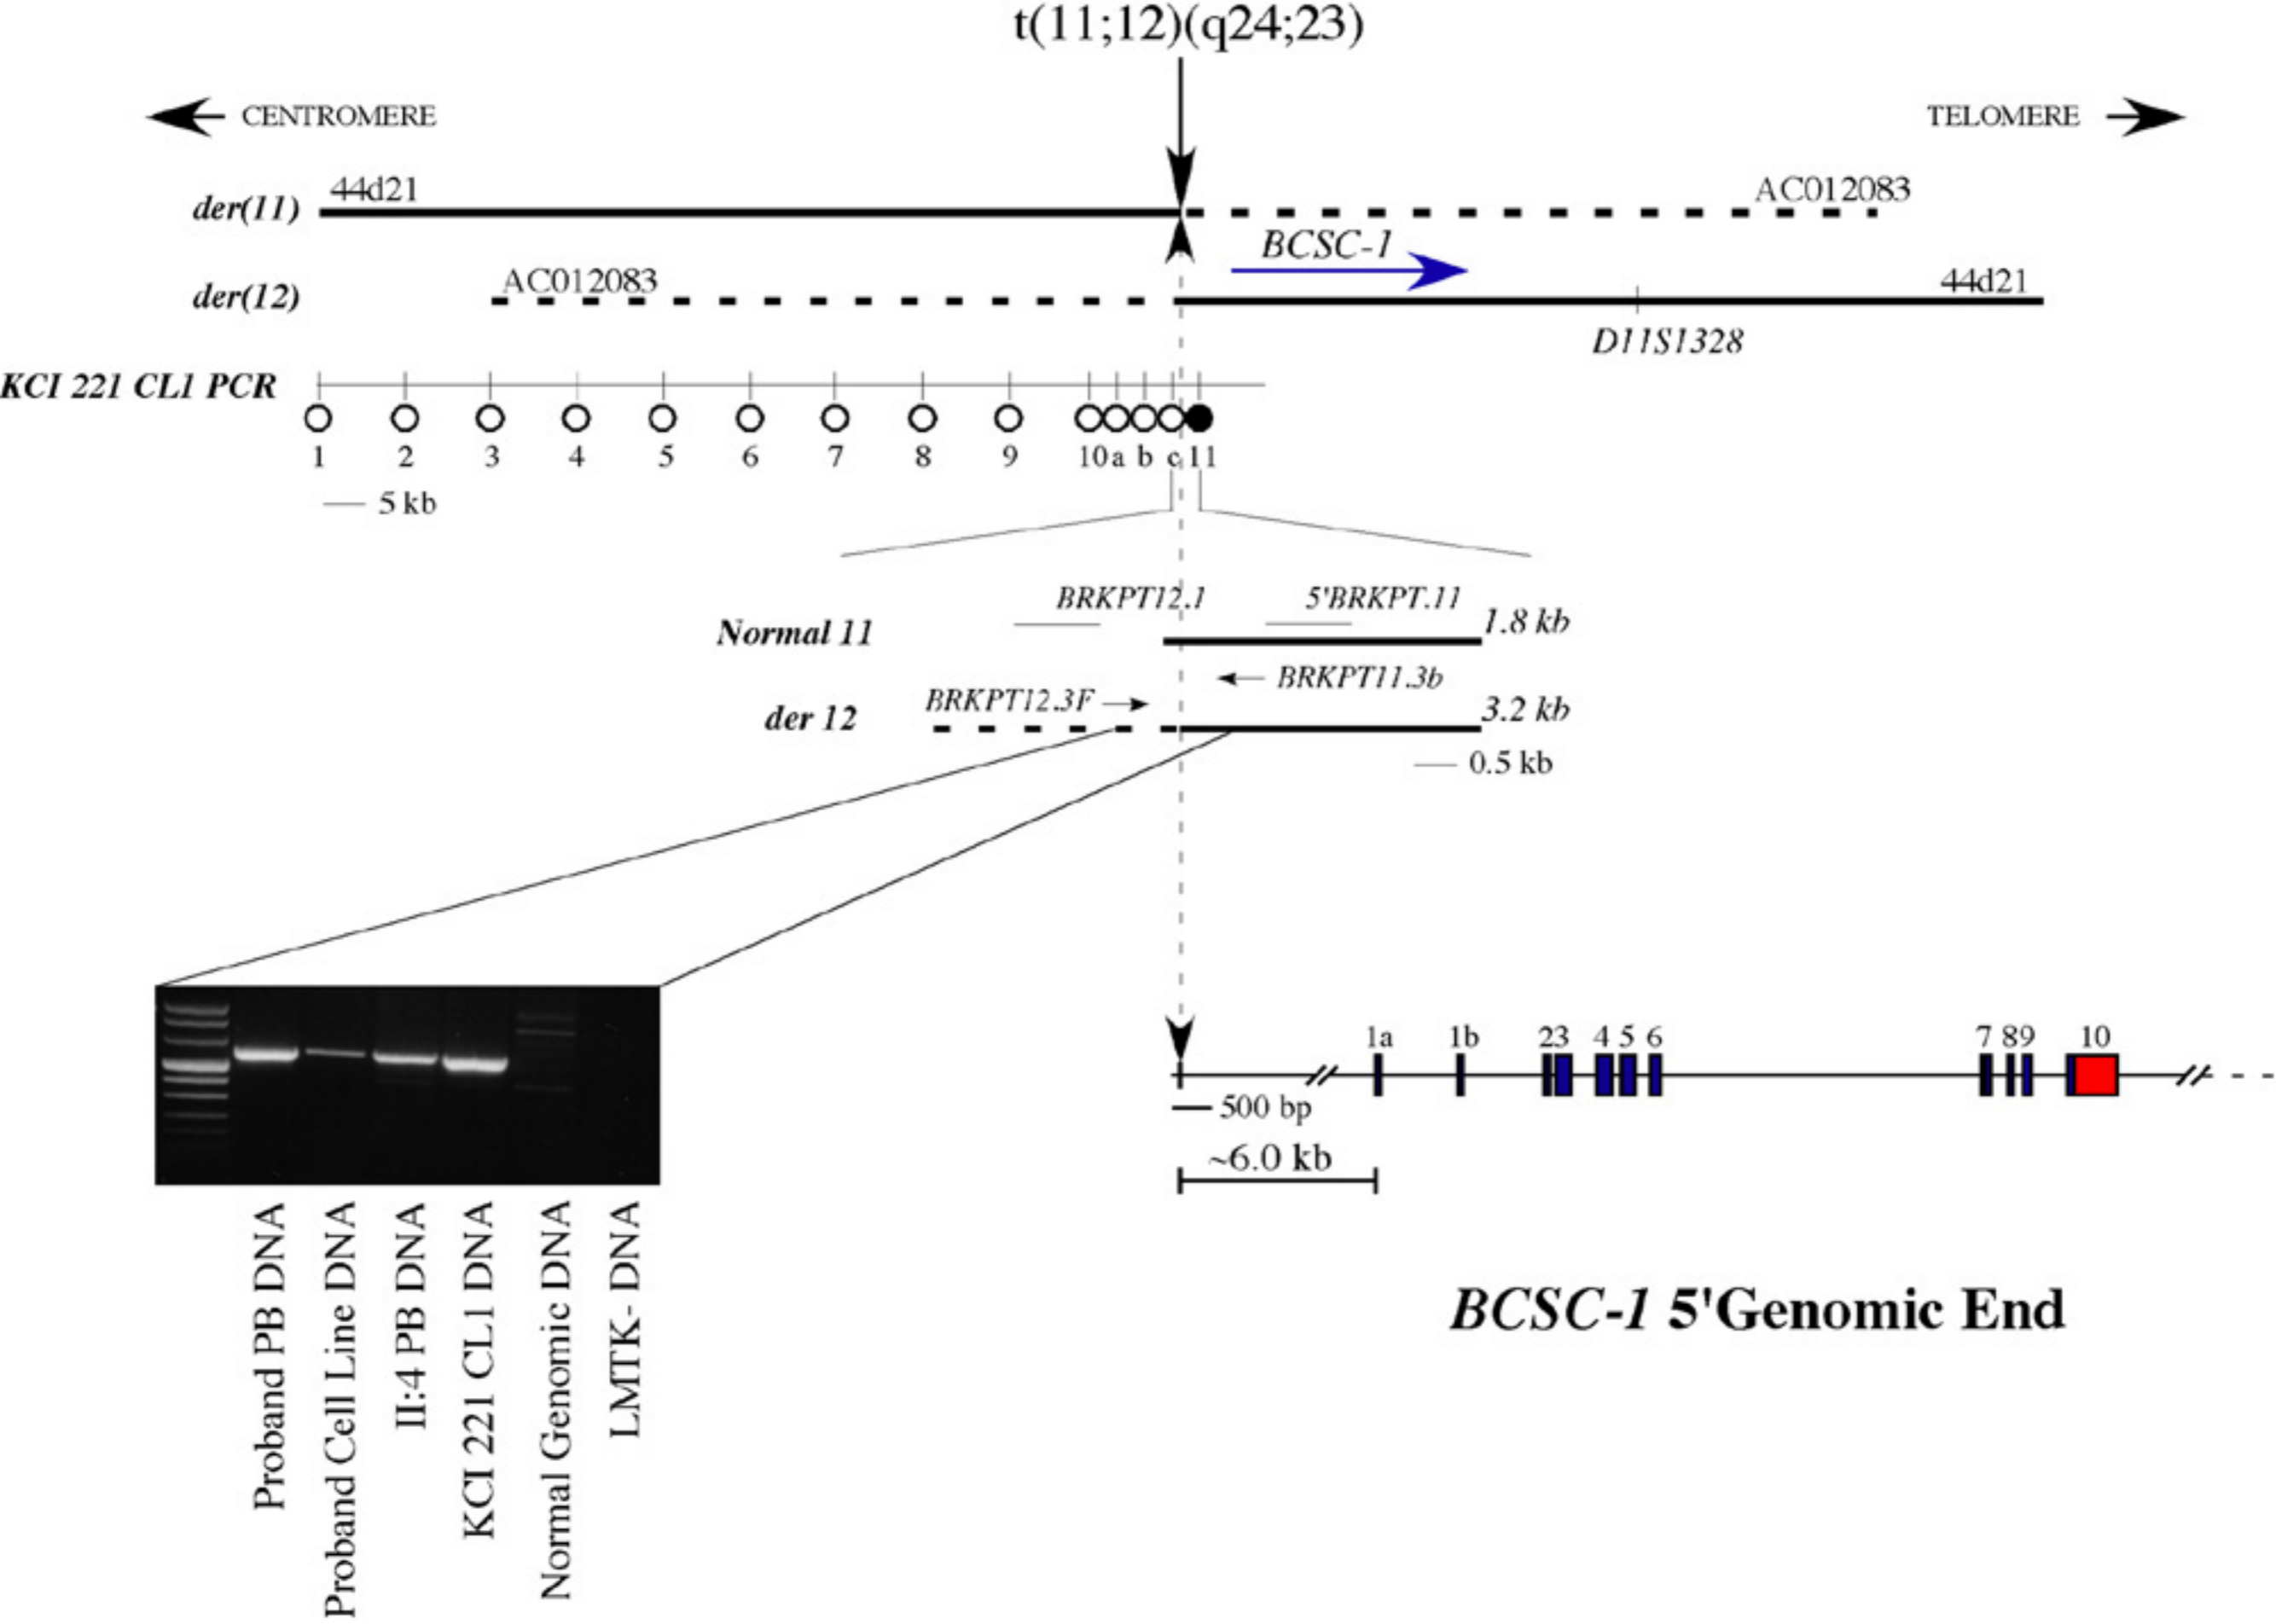 t(11;12)(q24;23)
CENTROMERE
TELOMERE
der(11)
44d21
AC012083
BCSC-1
der(12)
AC012083
44d21
D11S1328
KCI 221 CL1 PCR
1 2 3 4 5 6 7 8 9 10 a b c 11
5 kb
BRKPT12.1
5'BRKPT.11
Normal 11
1.8 kb
BRKPT11.3b
BRKPT12.3F
der 12
3.2 kb
0.5 kb
1a 1b 2 3 4 5 6 7 8 9 10
500 bp
~6.0 kb
Proband PB DNA
Proband Cell Line DNA
II:4 PB DNA
KCI 221 CL1 DNA
Normal Genomic DNA
LMTK- DNA
BCSC-1 5'Genomic End